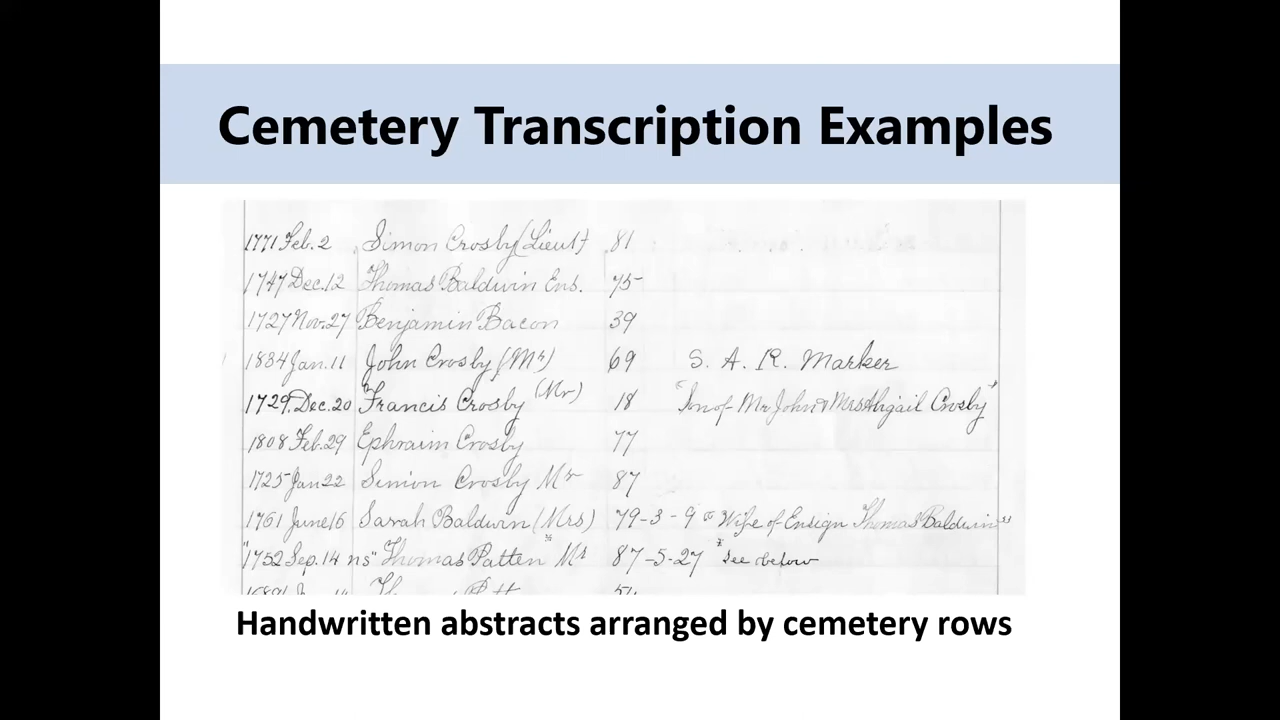 Cemetery Transcription Examples
1771 Feb. 2 Simon Crosby (Lieut) 81
1747 Dec. 12 Thomas Baldwin Ens. 75
1727 Nov. 27 Benjamin Bacon 39
1834 Jan. 11 John Crosby (Mr) 69 S. A. R. Marker
1729 Dec. 20 "Francis Crosby (Mr) 18 "Son of Mr John & Mrs Abigail Crosby"
1808 Feb. 29 Ephraim Crosby 77
1725 Jan 22 Simon Crosby Mr 87
1761 June 16 Sarah Baldwin (Mrs) 79-3-9 Wife of Ensign Thomas Baldwin"
"1752 Sep. 14 ns" Thomas Patten Mr 87-5-27 * See below
Handwritten abstracts arranged by cemetery rows